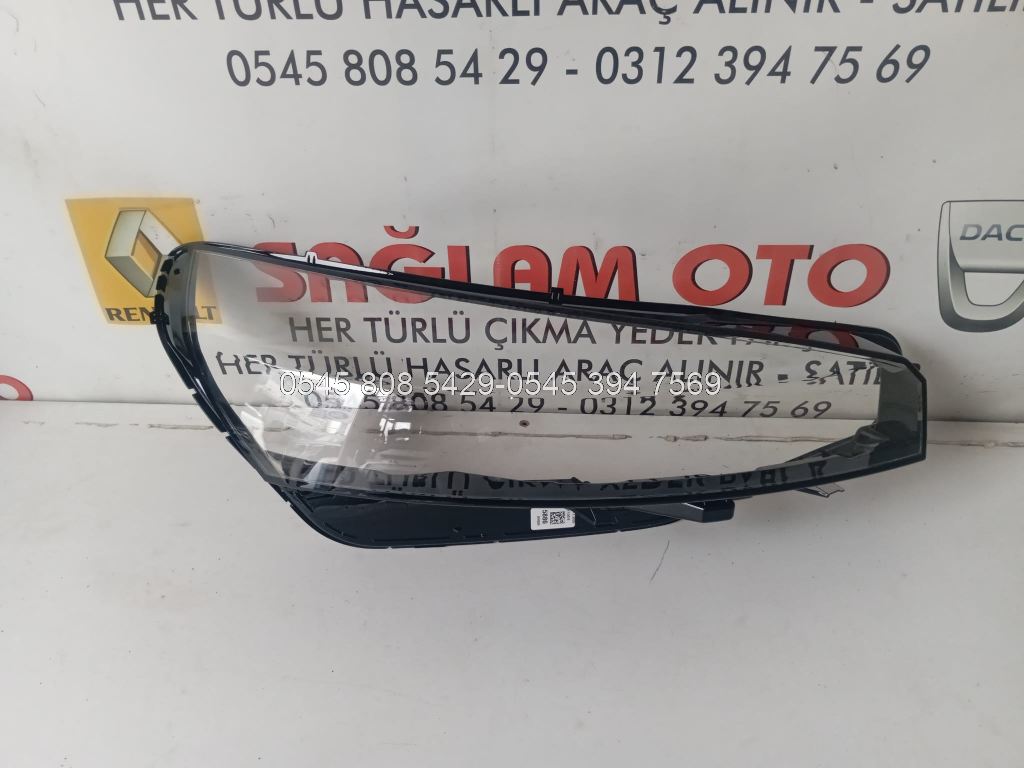 HER TÜRLÜ HASARLI ARAÇ ALINIR - SATILIR
0545 808 54 29 - 0312 394 75 69
RENAULT
SAĞLAM OTO
DAC
HER TÜRLÜ ÇIKMA YEDEK
HER TÜRLÜ HASARLI ARAÇ ALINIR - SATILIR
0545 808 5429-0545 394 7569
0545 808 54 29 - 0312 394 75 69
5886